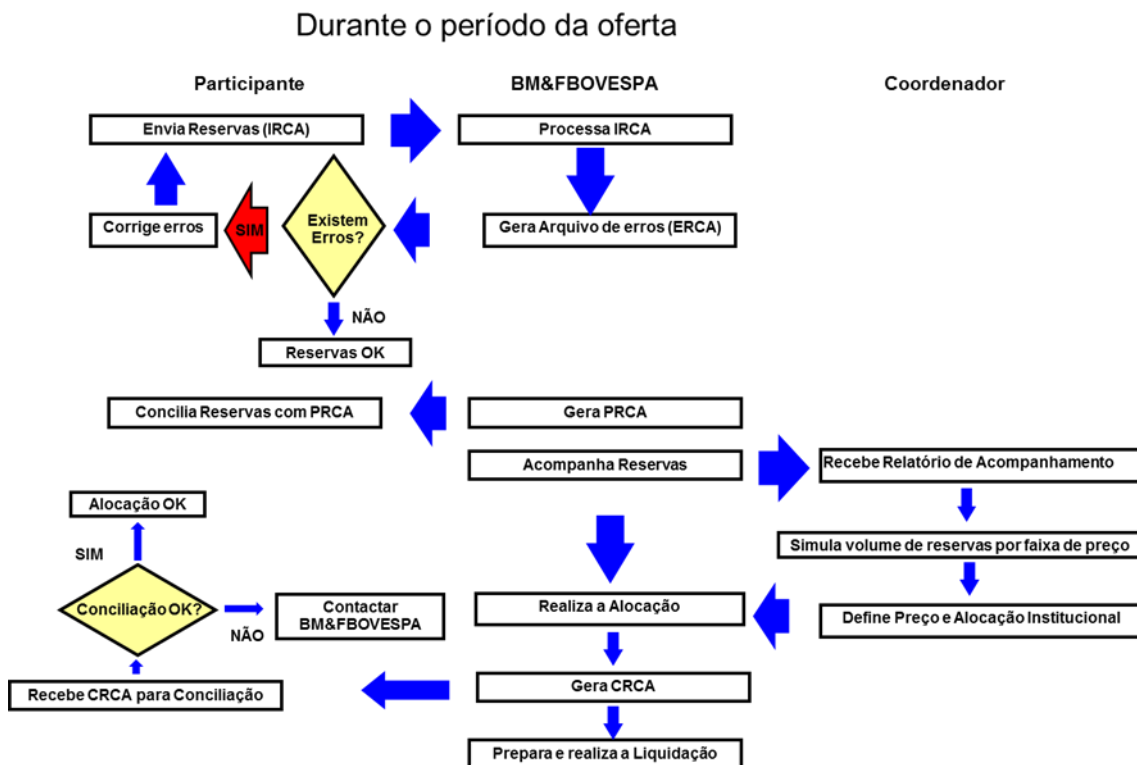 Durante o período da oferta
Participante
BM&FBOVESPA
Coordenador
Envia Reservas (IRCA)
Processa IRCA
Corrige erros
SIM
Existem
Erros?
Gera Arquivo de erros (ERCA)
NÃO
Reservas OK
Concilia Reservas com PRCA
Gera PRCA
Acompanha Reservas
Recebe Relatório de Acompanhamento
Alocação OK
Simula volume de reservas por faixa de preço
SIM
Conciliação OK?
NÃO
Contactar
BM&FBOVESPA
Realiza a Alocação
Define Preço e Alocação Institucional
Recebe CRCA para Conciliação
Gera CRCA
Prepara e realiza a Liquidação